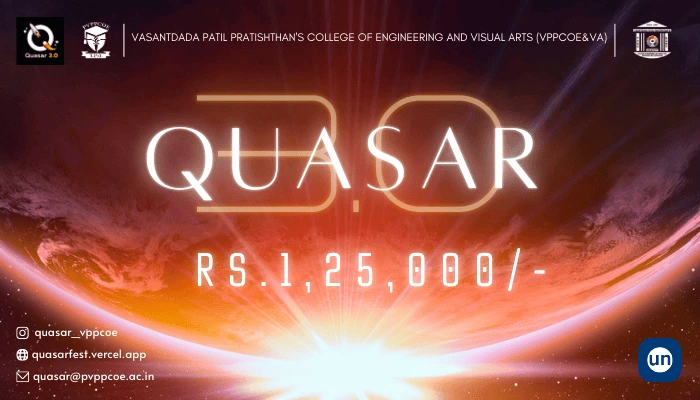 Quasar 3.0
PVPPCOE
VASANTDADA PATIL PRATISHTHAN'S COLLEGE OF ENGINEERING AND VISUAL ARTS (VPPCOE&VA)
3.0
QUASAR
RS.1,25,000/-
quasar_vppcoe
quasarfest.vercel.app
quasar@pvppcoe.ac.in
un